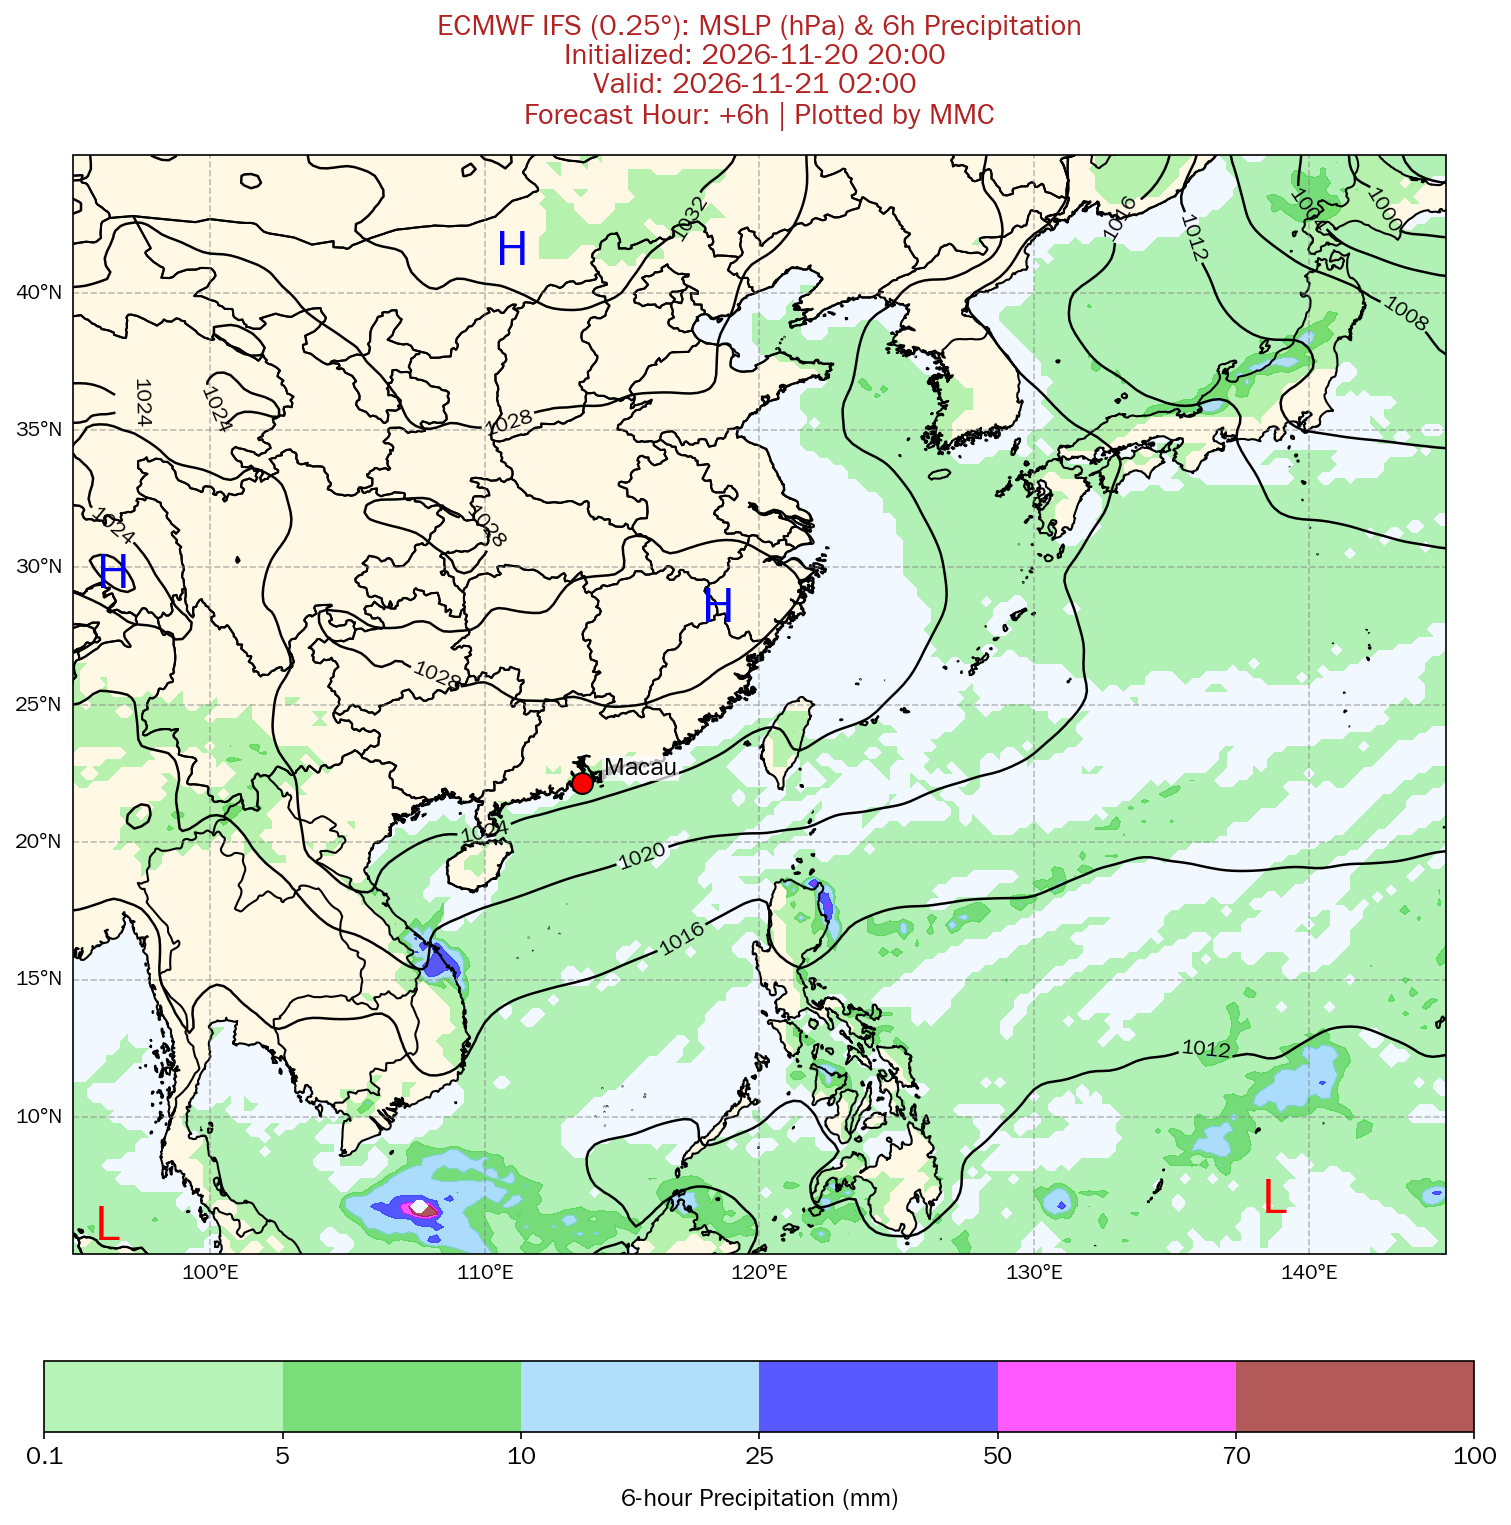 ECMWF IFS (0.25°): MSLP (hPa) & 6h Precipitation
Initialized: 2026-11-20 20:00
Valid: 2026-11-21 02:00
Forecast Hour: +6h | Plotted by MMC
1032
1016
1012
1004
1000
H
40°N
1008
1024
1024
1028
35°N
1024
1028
30°N
H
H
1028
25°N
Macau
1024
20°N
1020
1016
15°N
1012
10°N
L
L
100°E 110°E 120°E 130°E 140°E
0.1 5 10 25 50 70 100
6-hour Precipitation (mm)